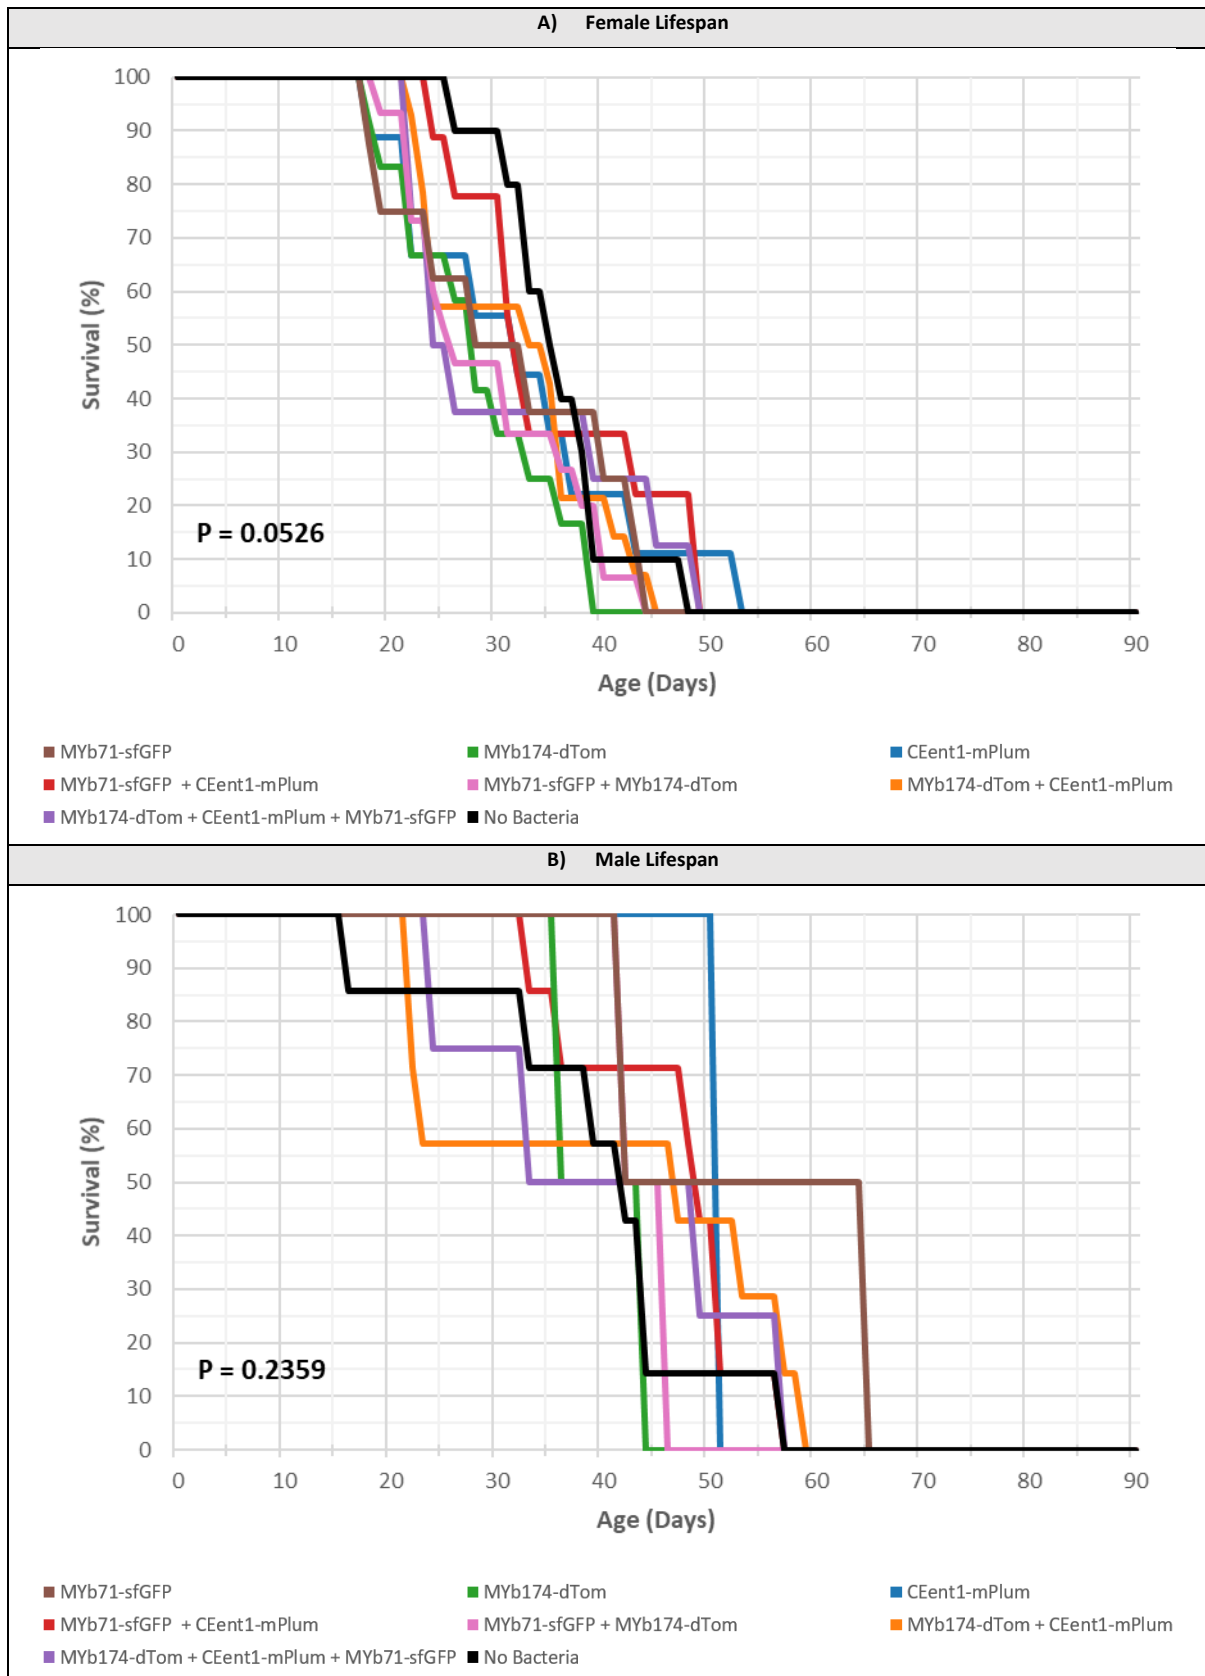 A) Female Lifespan
100
90
80
70
60
50
40
30
20
10
0
Survival (%)
P = 0.0526
0 10 20 30 40 50 60 70 80 90
Age (Days)
MYb71-sfGFP MYb174-dTom CEent1-mPlum
MYb71-sfGFP + CEent1-mPlum MYb71-sfGFP + MYb174-dTom MYb174-dTom + CEent1-mPlum
MYb174-dTom + CEent1-mPlum + MYb71-sfGFP No Bacteria
B) Male Lifespan
100
90
80
70
60
50
40
30
20
10
0
Survival (%)
P = 0.2359
0 10 20 30 40 50 60 70 80 90
Age (Days)
MYb71-sfGFP MYb174-dTom CEent1-mPlum
MYb71-sfGFP + CEent1-mPlum MYb71-sfGFP + MYb174-dTom MYb174-dTom + CEent1-mPlum
MYb174-dTom + CEent1-mPlum + MYb71-sfGFP No Bacteria